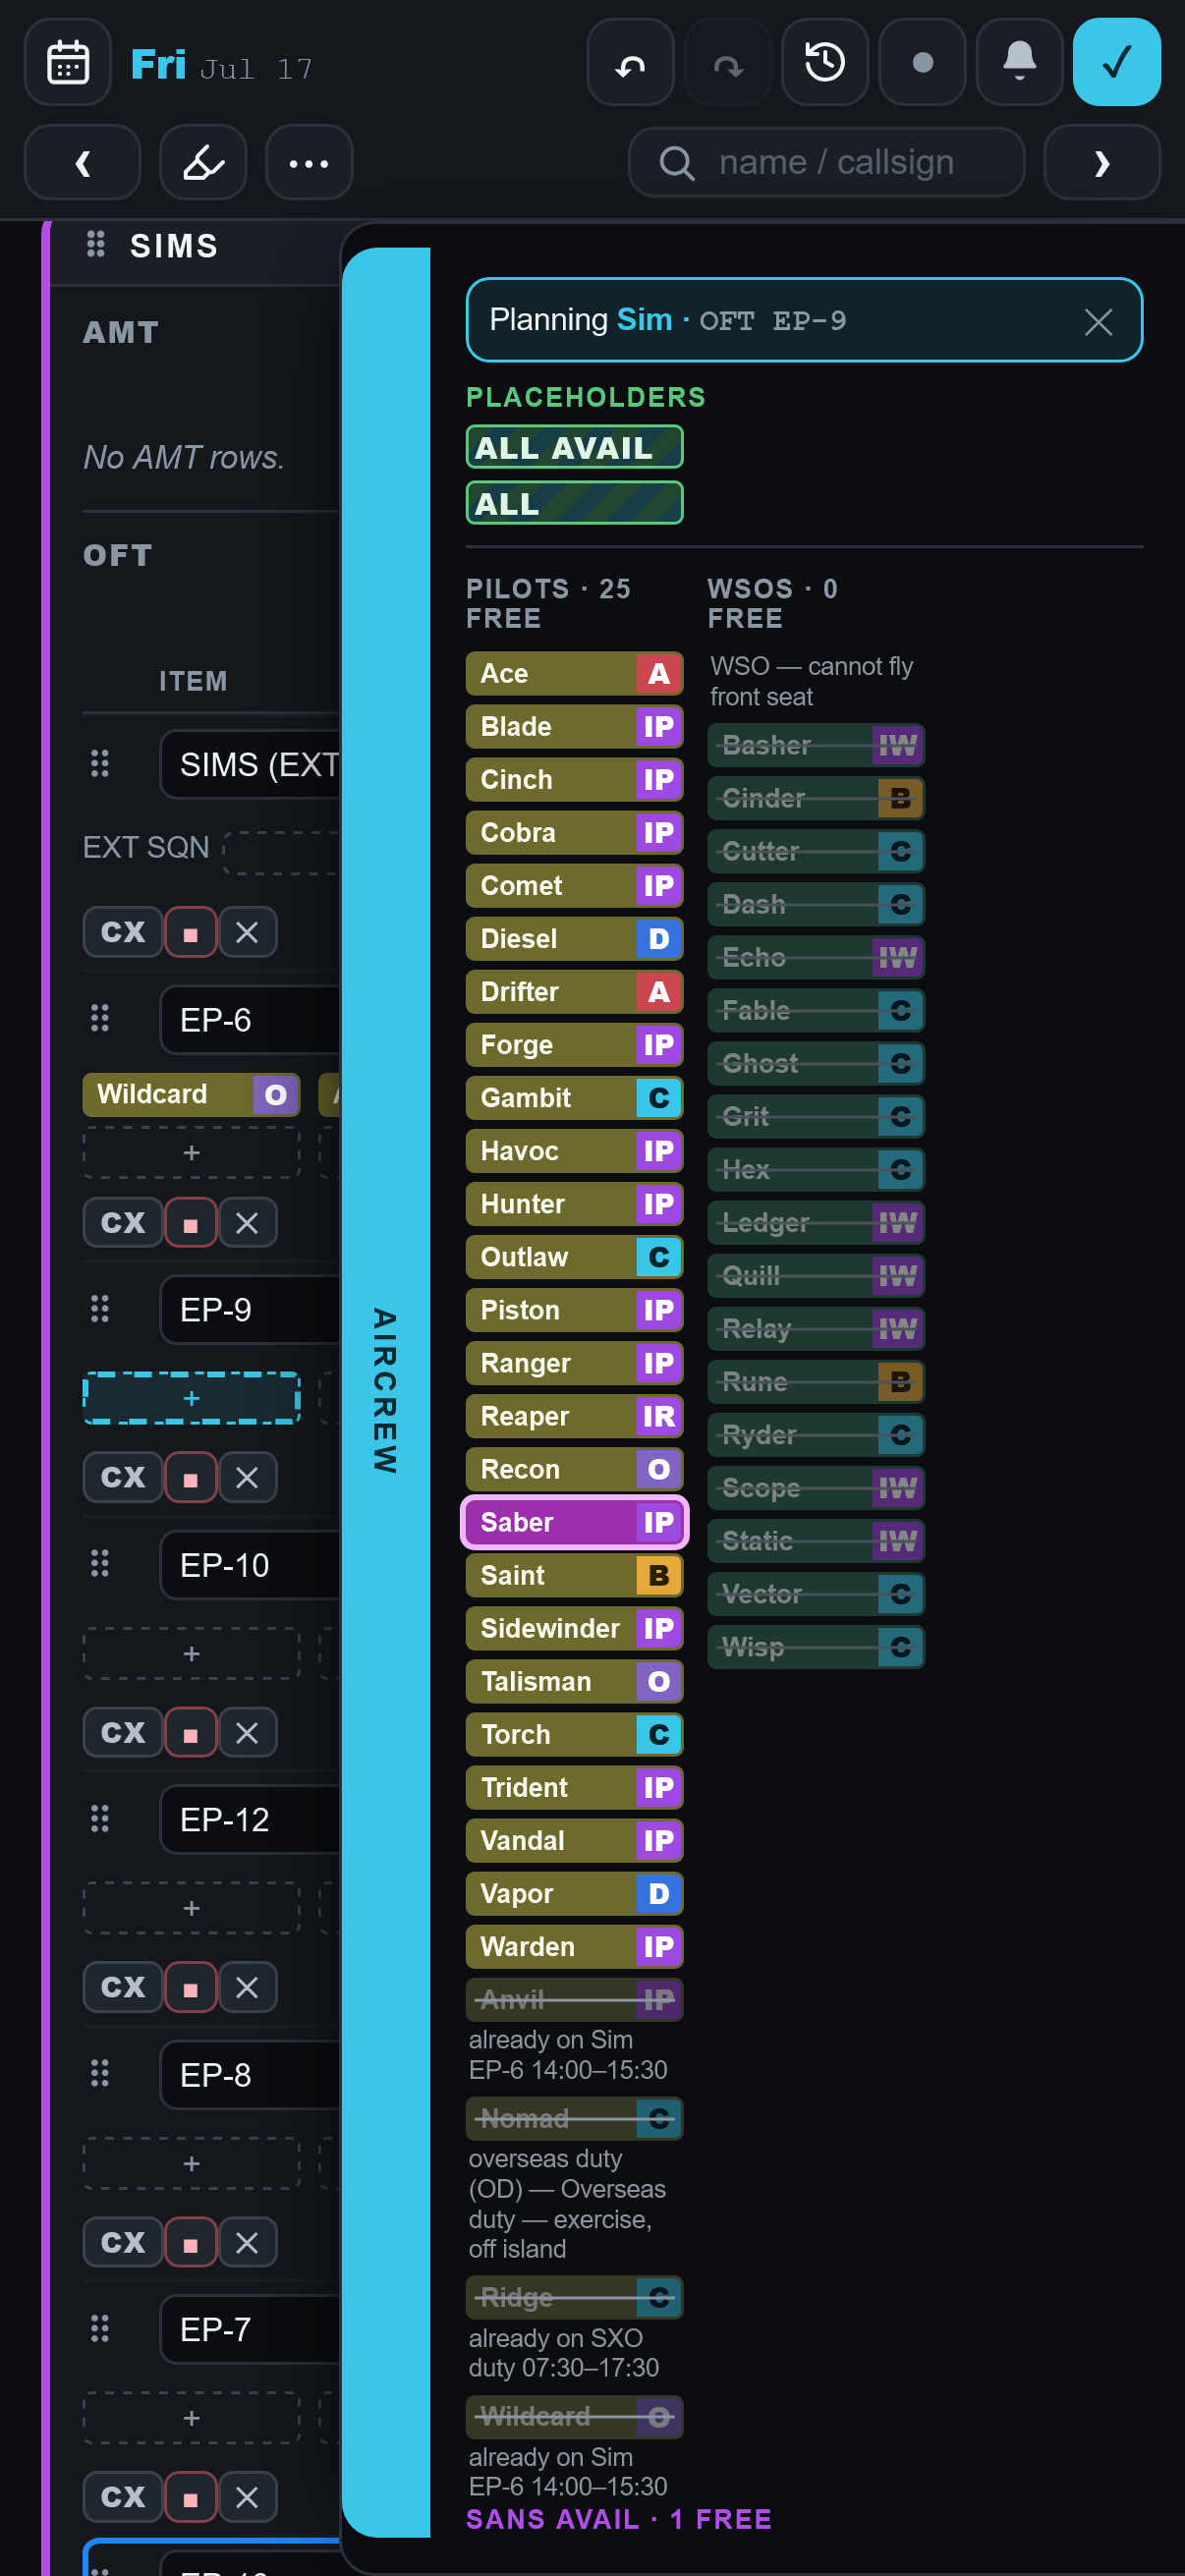 Fri Jul 17
name / callsign
SIMS
AMT
No AMT rows.
OFT
ITEM
SIMS (EXT
EXT SQN
CX
EP-6
Wildcard O
+
CX
EP-9
+
CX
EP-10
+
CX
EP-12
+
CX
EP-8
+
CX
EP-7
+
CX
AIRCREW
Planning Sim · OFT EP-9
PLACEHOLDERS
ALL AVAIL
ALL
PILOTS · 25
FREE
Ace A
Blade IP
Cinch IP
Cobra IP
Comet IP
Diesel D
Drifter A
Forge IP
Gambit C
Havoc IP
Hunter IP
Outlaw C
Piston IP
Ranger IP
Reaper IR
Recon O
Saber IP
Saint B
Sidewinder IP
Talisman O
Torch C
Trident IP
Vandal IP
Vapor D
Warden IP
Anvil IP
already on Sim
EP-6 14:00–15:30
Nomad C
overseas duty
(OD) — Overseas
duty — exercise,
off island
Ridge C
already on SXO
duty 07:30–17:30
Wildcard O
already on Sim
EP-6 14:00–15:30
SANS AVAIL · 1 FREE
WSOS · 0
FREE
WSO — cannot fly
front seat
Basher IW
Cinder B
Cutter C
Dash C
Echo IW
Fable C
Ghost C
Grit C
Hex C
Ledger IW
Quill IW
Relay IW
Rune B
Ryder C
Scope IW
Static IW
Vector C
Wisp C